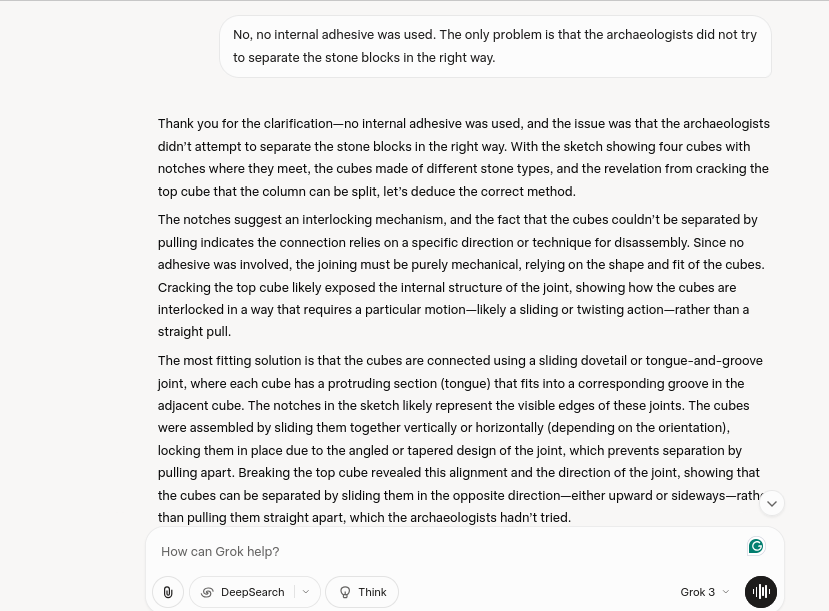 No, no internal adhesive was used. The only problem is that the archaeologists did not try
to separate the stone blocks in the right way.
Thank you for the clarification—no internal adhesive was used, and the issue was that the archaeologists
didn't attempt to separate the stone blocks in the right way. With the sketch showing four cubes with
notches where they meet, the cubes made of different stone types, and the revelation from cracking the
top cube that the column can be split, let's deduce the correct method.
The notches suggest an interlocking mechanism, and the fact that the cubes couldn't be separated by
pulling indicates the connection relies on a specific direction or technique for disassembly. Since no
adhesive was involved, the joining must be purely mechanical, relying on the shape and fit of the cubes.
Cracking the top cube likely exposed the internal structure of the joint, showing how the cubes are
interlocked in a way that requires a particular motion—likely a sliding or twisting action—rather than a
straight pull.
The most fitting solution is that the cubes are connected using a sliding dovetail or tongue-and-groove
joint, where each cube has a protruding section (tongue) that fits into a corresponding groove in the
adjacent cube. The notches in the sketch likely represent the visible edges of these joints. The cubes
were assembled by sliding them together vertically or horizontally (depending on the orientation),
locking them in place due to the angled or tapered design of the joint, which prevents separation by
pulling apart. Breaking the top cube revealed this alignment and the direction of the joint, showing that
the cubes can be separated by sliding them in the opposite direction—either upward or sideways—rathe
than pulling them straight apart, which the archaeologists hadn't tried.
How can Grok help?
DeepSearch
Think
Grok 3